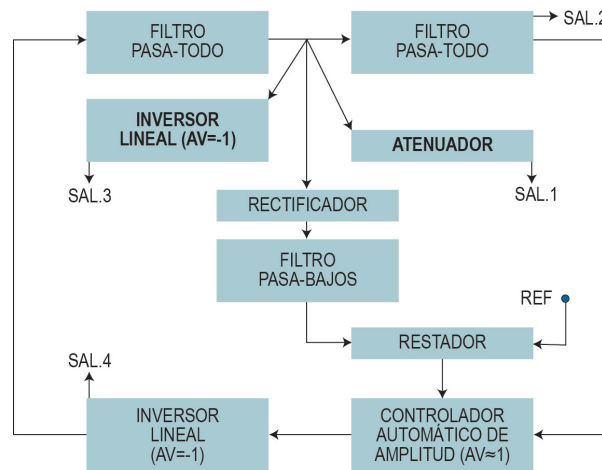 FILTRO
PASA-TODO
FILTRO
PASA-TODO
SAL.2
INVERSOR
LINEAL (AV=-1)
ATENUADOR
SAL.3
SAL.1
RECTIFICADOR
FILTRO
PASA-BAJOS
REF
RESTADOR
SAL.4
INVERSOR
LINEAL
(AV=-1)
CONTROLADOR
AUTOMÁTICO DE
AMPLITUD (AV≈1)